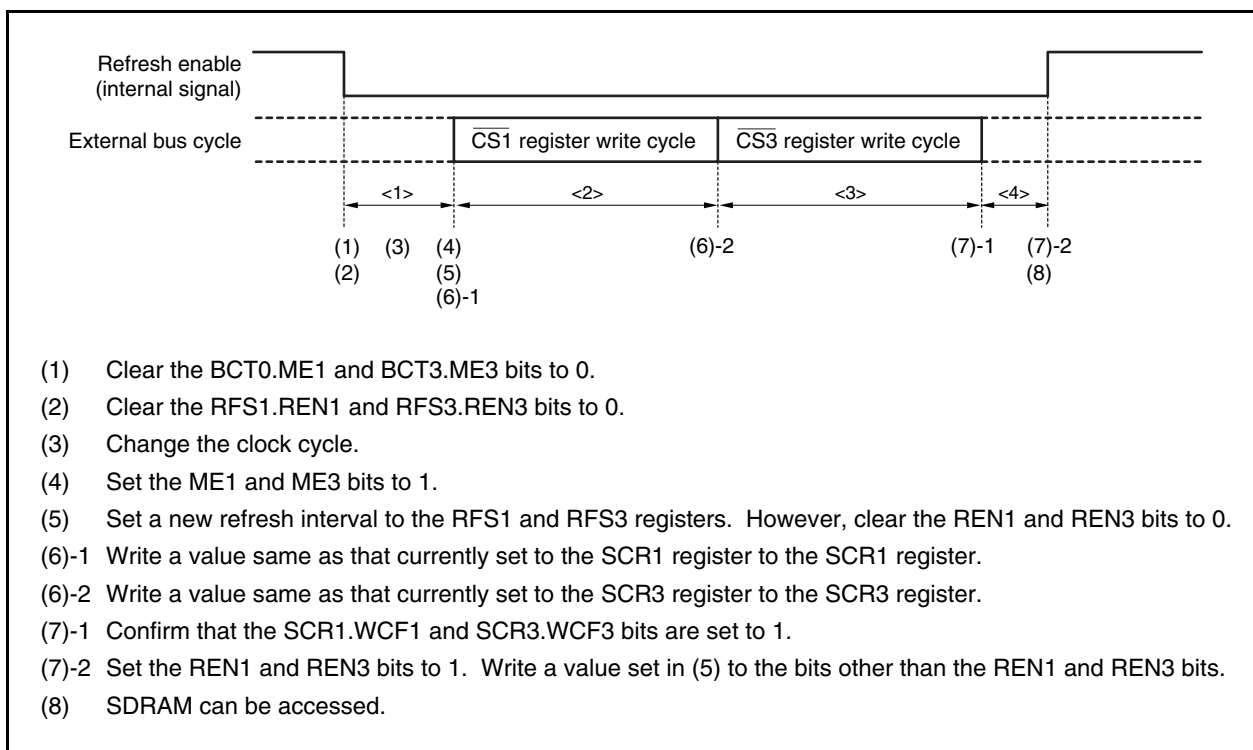 Refresh enable
(internal signal)
External bus cycle
CS1 register write cycle
CS3 register write cycle
<1>
<2>
<3>
<4>
(1)
(3)
(4)
(6)-2
(7)-1
(7)-2
(2)
(5)
(8)
(6)-1
(1) Clear the BCT0.ME1 and BCT3.ME3 bits to 0.
(2) Clear the RFS1.REN1 and RFS3.REN3 bits to 0.
(3) Change the clock cycle.
(4) Set the ME1 and ME3 bits to 1.
(5) Set a new refresh interval to the RFS1 and RFS3 registers. However, clear the REN1 and REN3 bits to 0.
(6)-1 Write a value same as that currently set to the SCR1 register to the SCR1 register.
(6)-2 Write a value same as that currently set to the SCR3 register to the SCR3 register.
(7)-1 Confirm that the SCR1.WCF1 and SCR3.WCF3 bits are set to 1.
(7)-2 Set the REN1 and REN3 bits to 1. Write a value set in (5) to the bits other than the REN1 and REN3 bits.
(8) SDRAM can be accessed.